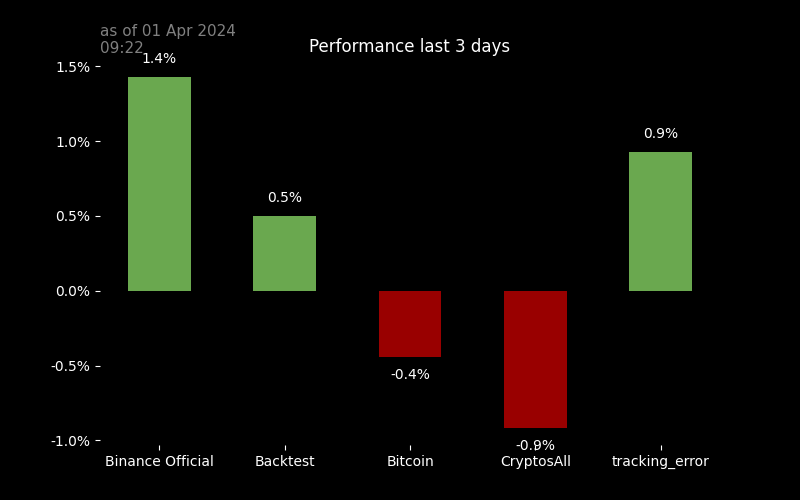 as of 01 Apr 2024
09:22
Performance last 3 days
1.5%
1.0%
0.5%
0.0%
-0.5%
-1.0%
1.4%
0.5%
-0.4%
-0.9%
0.9%
Binance Official
Backtest
Bitcoin
CryptosAll
tracking_error